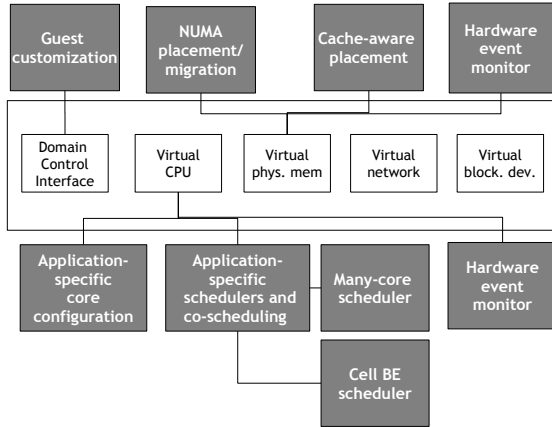 Guest
customization
NUMA
placement/
migration
Cache-aware
placement
Hardware
event
monitor
Domain
Control
Interface
Virtual
CPU
Virtual
phys. mem
Virtual
network
Virtual
block. dev.
Application-
specific
core
configuration
Application-
specific
schedulers and
co-scheduling
Many-core
scheduler
Hardware
event
monitor
Cell BE
scheduler